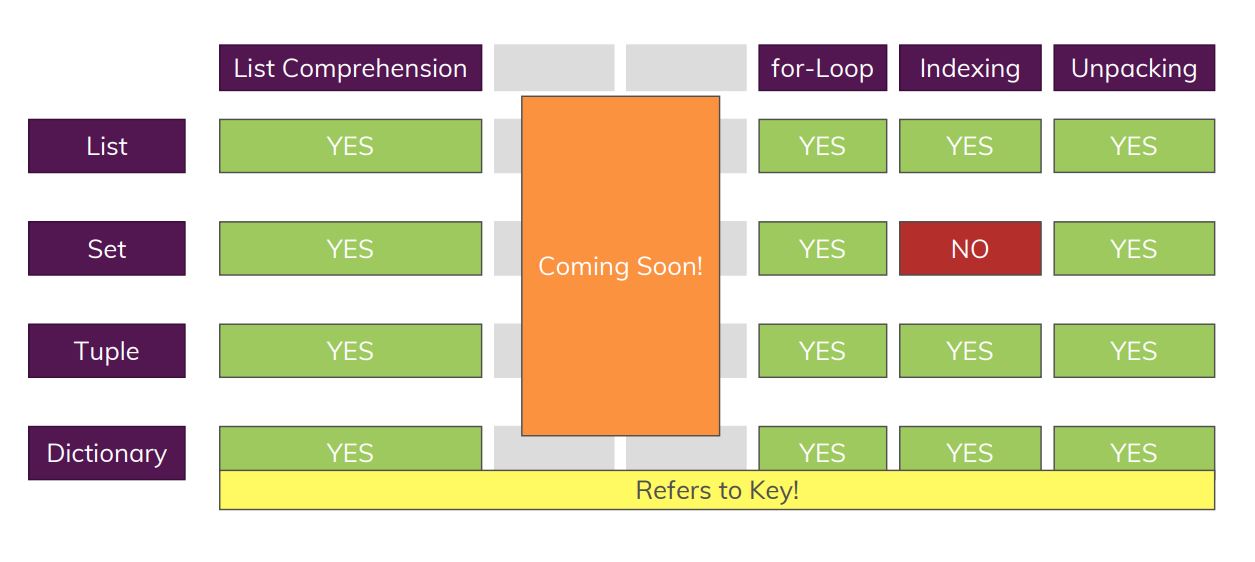 List Comprehension for-Loop Indexing Unpacking
List YES YES YES YES
Set YES YES NO YES
Coming Soon!
Tuple YES YES YES YES
Dictionary YES YES YES YES
Refers to Key!